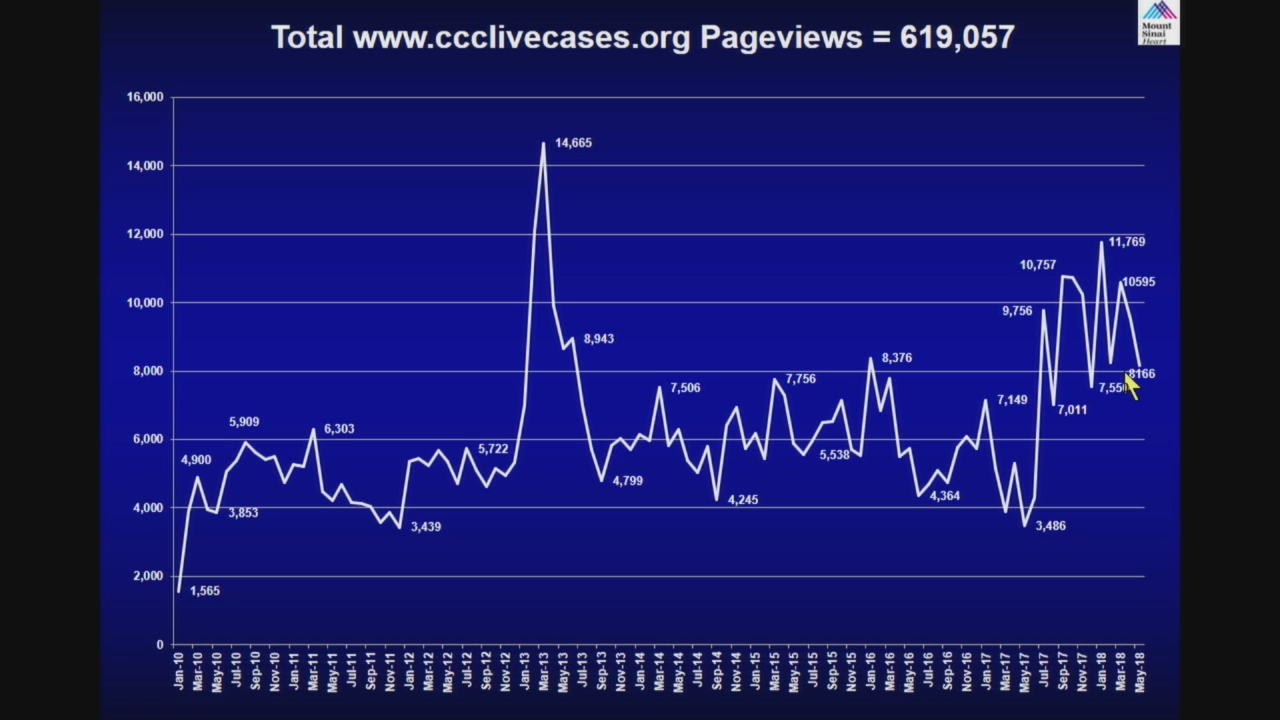 Total www.ccclivecases.org Pageviews = 619,057
Mount
Sinai
Heart
16,000
14,000
12,000
10,000
8,000
6,000
4,000
2,000
0
1,565
4,900
3,853
5,909
6,303
3,439
5,722
14,665
8,943
4,799
7,506
4,245
7,756
5,538
8,376
4,364
7,149
3,486
9,756
7,011
10,757
7,550
11,769
10595
8166
Jan-10
Mar-10
May-10
Jul-10
Sep-10
Nov-10
Jan-11
Mar-11
May-11
Jul-11
Sep-11
Nov-11
Jan-12
Mar-12
May-12
Jul-12
Sep-12
Nov-12
Jan-13
Mar-13
May-13
Jul-13
Sep-13
Nov-13
Jan-14
Mar-14
May-14
Jul-14
Sep-14
Nov-14
Jan-15
Mar-15
May-15
Jul-15
Sep-15
Nov-15
Jan-16
Mar-16
May-16
Jul-16
Sep-16
Nov-16
Jan-17
Mar-17
May-17
Jul-17
Sep-17
Nov-17
Jan-18
Mar-18
May-18